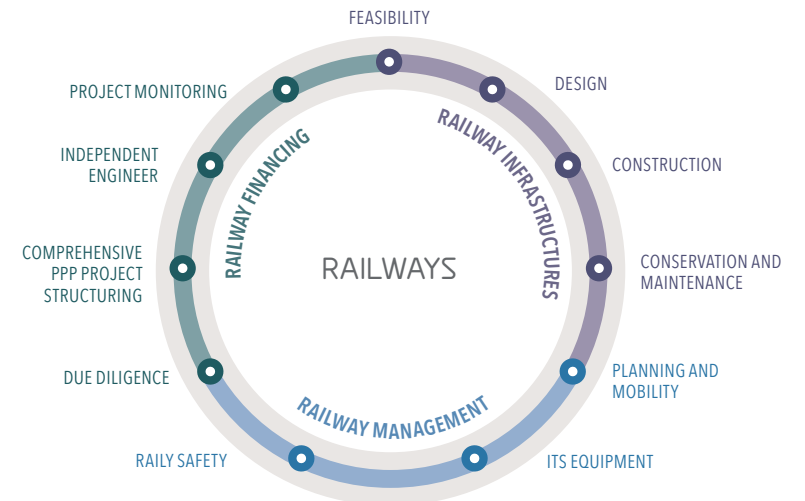 FEASIBILITY
DESIGN
CONSTRUCTION
CONSERVATION AND
MAINTENANCE
PLANNING AND
MOBILITY
ITS EQUIPMENT
RAILY SAFETY
DUE DILIGENCE
COMPREHENSIVE
PPP PROJECT
STRUCTURING
INDEPENDENT
ENGINEER
PROJECT MONITORING
RAILWAY FINANCING
RAILWAY INFRASTRUCTURES
RAILWAY MANAGEMENT
RAILWAYS